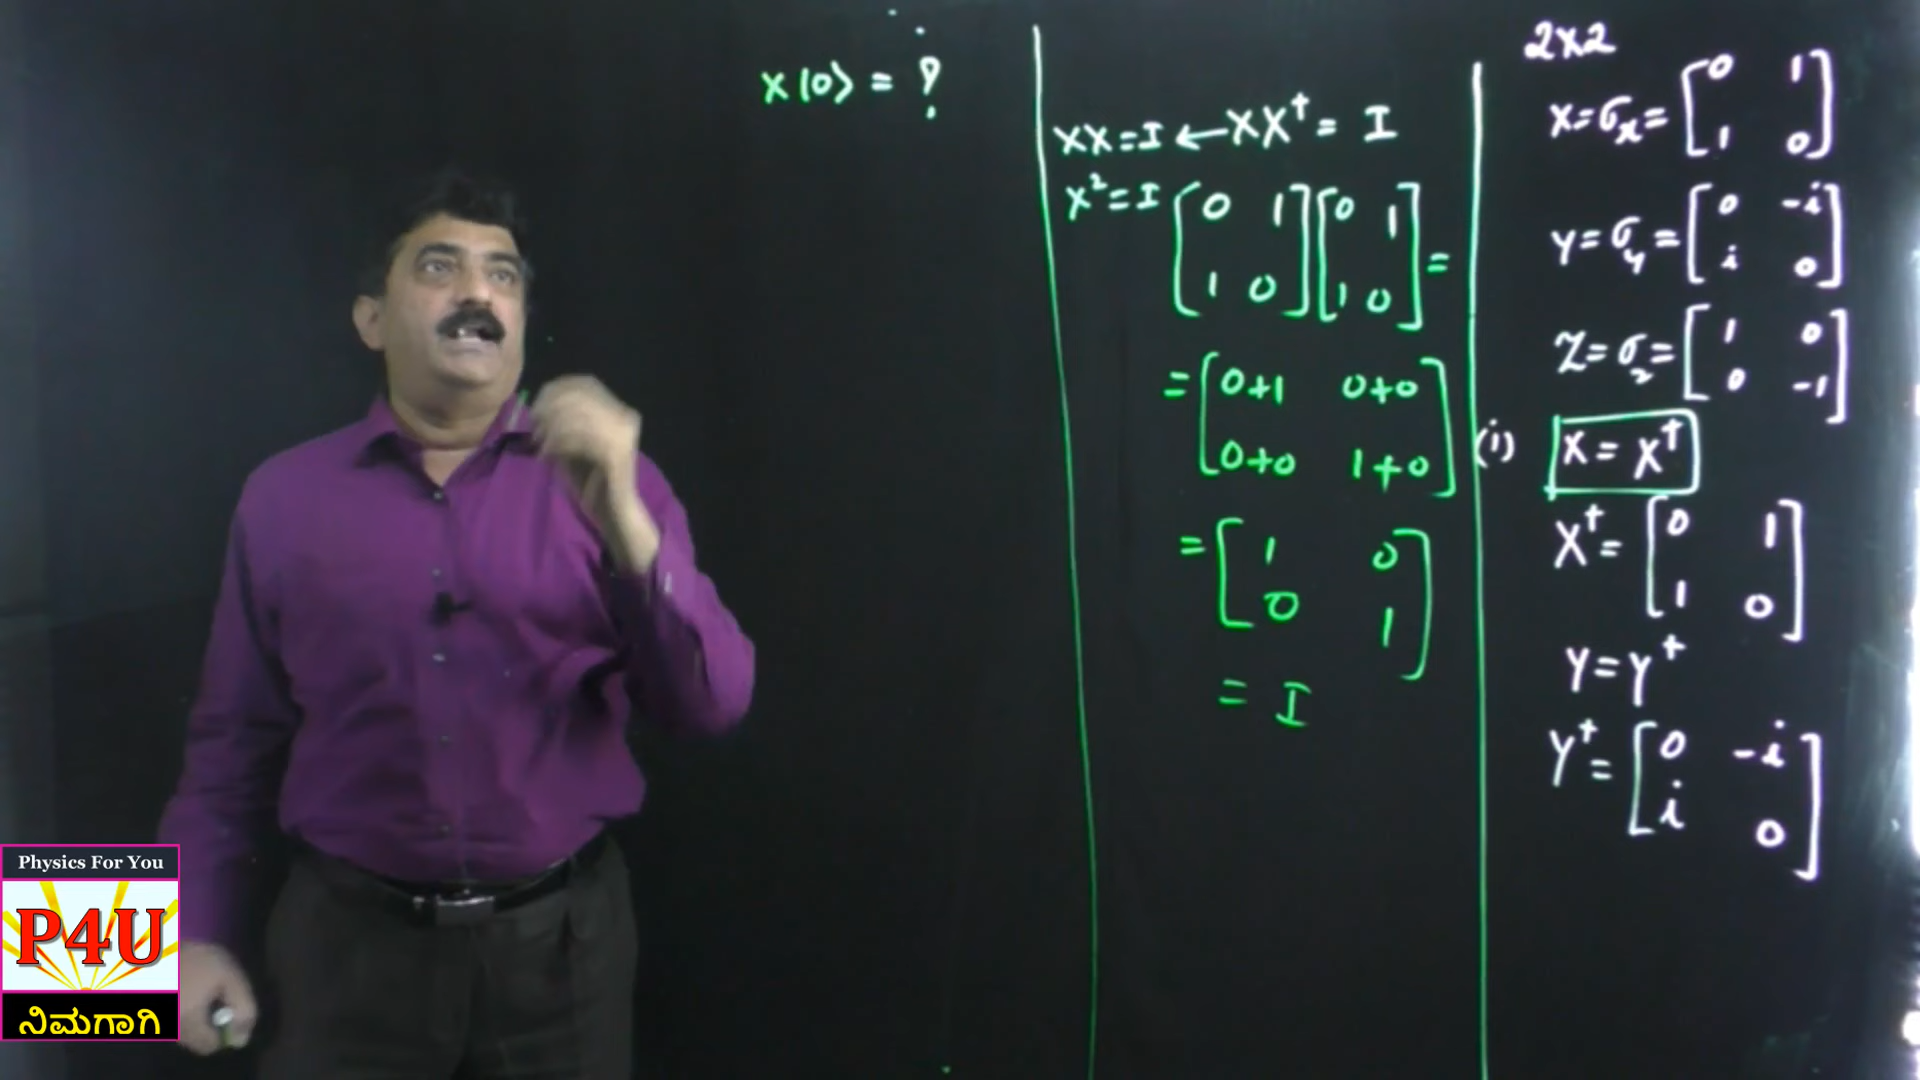 x|0⟩ = ?
XX = I ← XX† = I
X² = I [0 1] [0 1] =
[1 0] [1 0]
= [0+1 0+0]
[0+0 1+0]
= [1 0]
[0 1]
= I
2x2
X = σx = [0 1]
[1 0]
Y = σy = [0 -i]
[i 0]
Z = σz = [1 0]
[0 -1]
(i) X = X†
X† = [0 1]
[1 0]
Y = Y†
Y† = [0 -i]
[i 0]
Physics For You
P4U
ನಿಮಗಾಗಿ